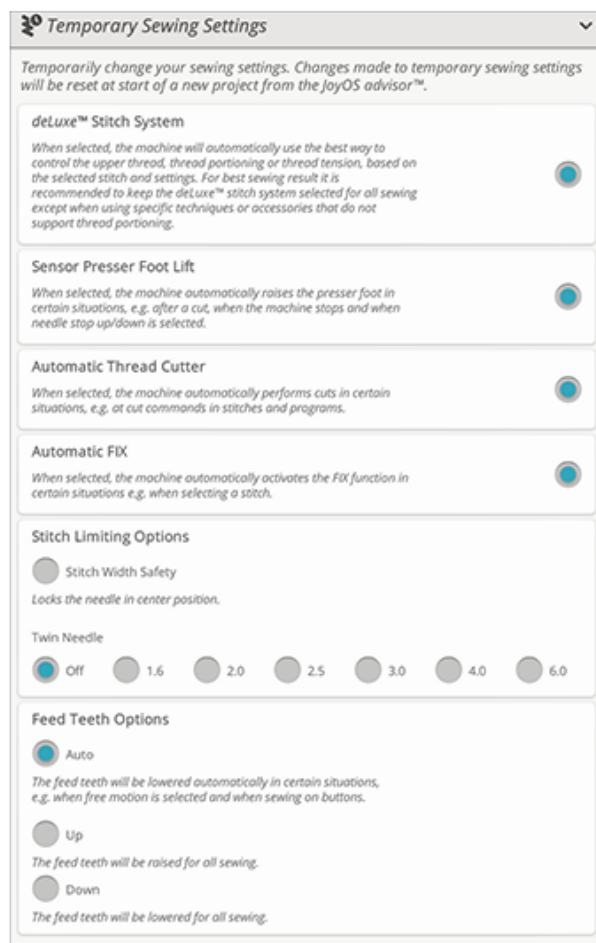 Temporary Sewing Settings
Temporarily change your sewing settings. Changes made to temporary sewing settings
will be reset at start of a new project from the JoyOS advisor™.
deLuxe™ Stitch System
When selected, the machine will automatically use the best way to
control the upper thread, thread portioning or thread tension, based on
the selected stitch and settings. For best sewing result it is
recommended to keep the deLuxe™ stitch system selected for all sewing
except when using specific techniques or accessories that do not
support thread portioning.
Sensor Presser Foot Lift
When selected, the machine automatically raises the presser foot in
certain situations, e.g. after a cut, when the machine stops and when
needle stop up/down is selected.
Automatic Thread Cutter
When selected, the machine automatically performs cuts in certain
situations, e.g. at cut commands in stitches and programs.
Automatic FIX
When selected, the machine automatically activates the FIX function in
certain situations e.g. when selecting a stitch.
Stitch Limiting Options
Stitch Width Safety
Locks the needle in center position.
Twin Needle
Off 1.6 2.0 2.5 3.0 4.0 6.0
Feed Teeth Options
Auto
The feed teeth will be lowered automatically in certain situations,
e.g. when free motion is selected and when sewing on buttons.
Up
The feed teeth will be raised for all sewing.
Down
The feed teeth will be lowered for all sewing.